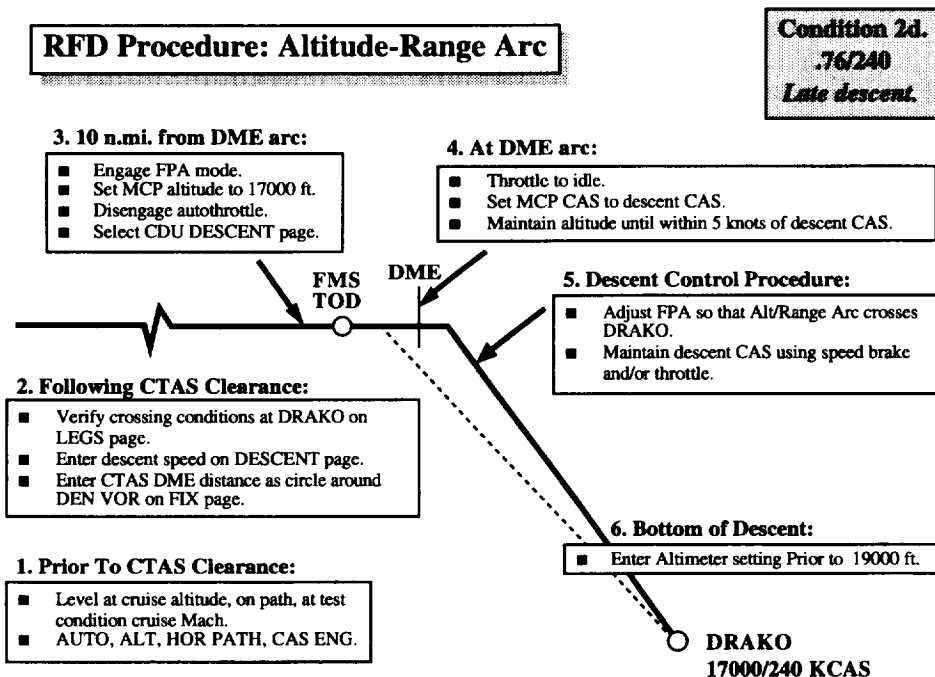 RFD Procedure: Altitude-Range Arc
Condition 2d.
.76/240
Late descent.
3. 10 n.mi. from DME arc:
■ Engage FPA mode.
■ Set MCP altitude to 17000 ft.
■ Disengage autothrottle.
■ Select CDU DESCENT page.
4. At DME arc:
■ Throttle to idle.
■ Set MCP CAS to descent CAS.
■ Maintain altitude until within 5 knots of descent CAS.
FMS
TOD
DME
5. Descent Control Procedure:
■ Adjust FPA so that Alt/Range Arc crosses
DRAKO.
■ Maintain descent CAS using speed brake
and/or throttle.
2. Following CTAS Clearance:
■ Verify crossing conditions at DRAKO on
LEGS page.
■ Enter descent speed on DESCENT page.
■ Enter CTAS DME distance as circle around
DEN VOR on FIX page.
6. Bottom of Descent:
■ Enter Altimeter setting Prior to 19000 ft.
1. Prior To CTAS Clearance:
■ Level at cruise altitude, on path, at test
condition cruise Mach.
■ AUTO, ALT, HOR PATH, CAS ENG.
DRAKO
17000/240 KCAS